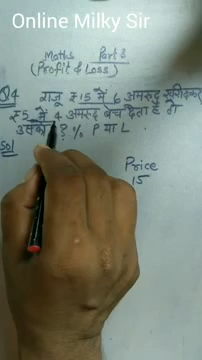 Online Milky Sir
Maths Part 8
(Profit & Loss)
Q4 राजू ₹15 में 6 अमरूद खरीदकर
₹5 में 4 अमरूद बेच देता है तो
उसको ? % P या L .
Sol
Price
15